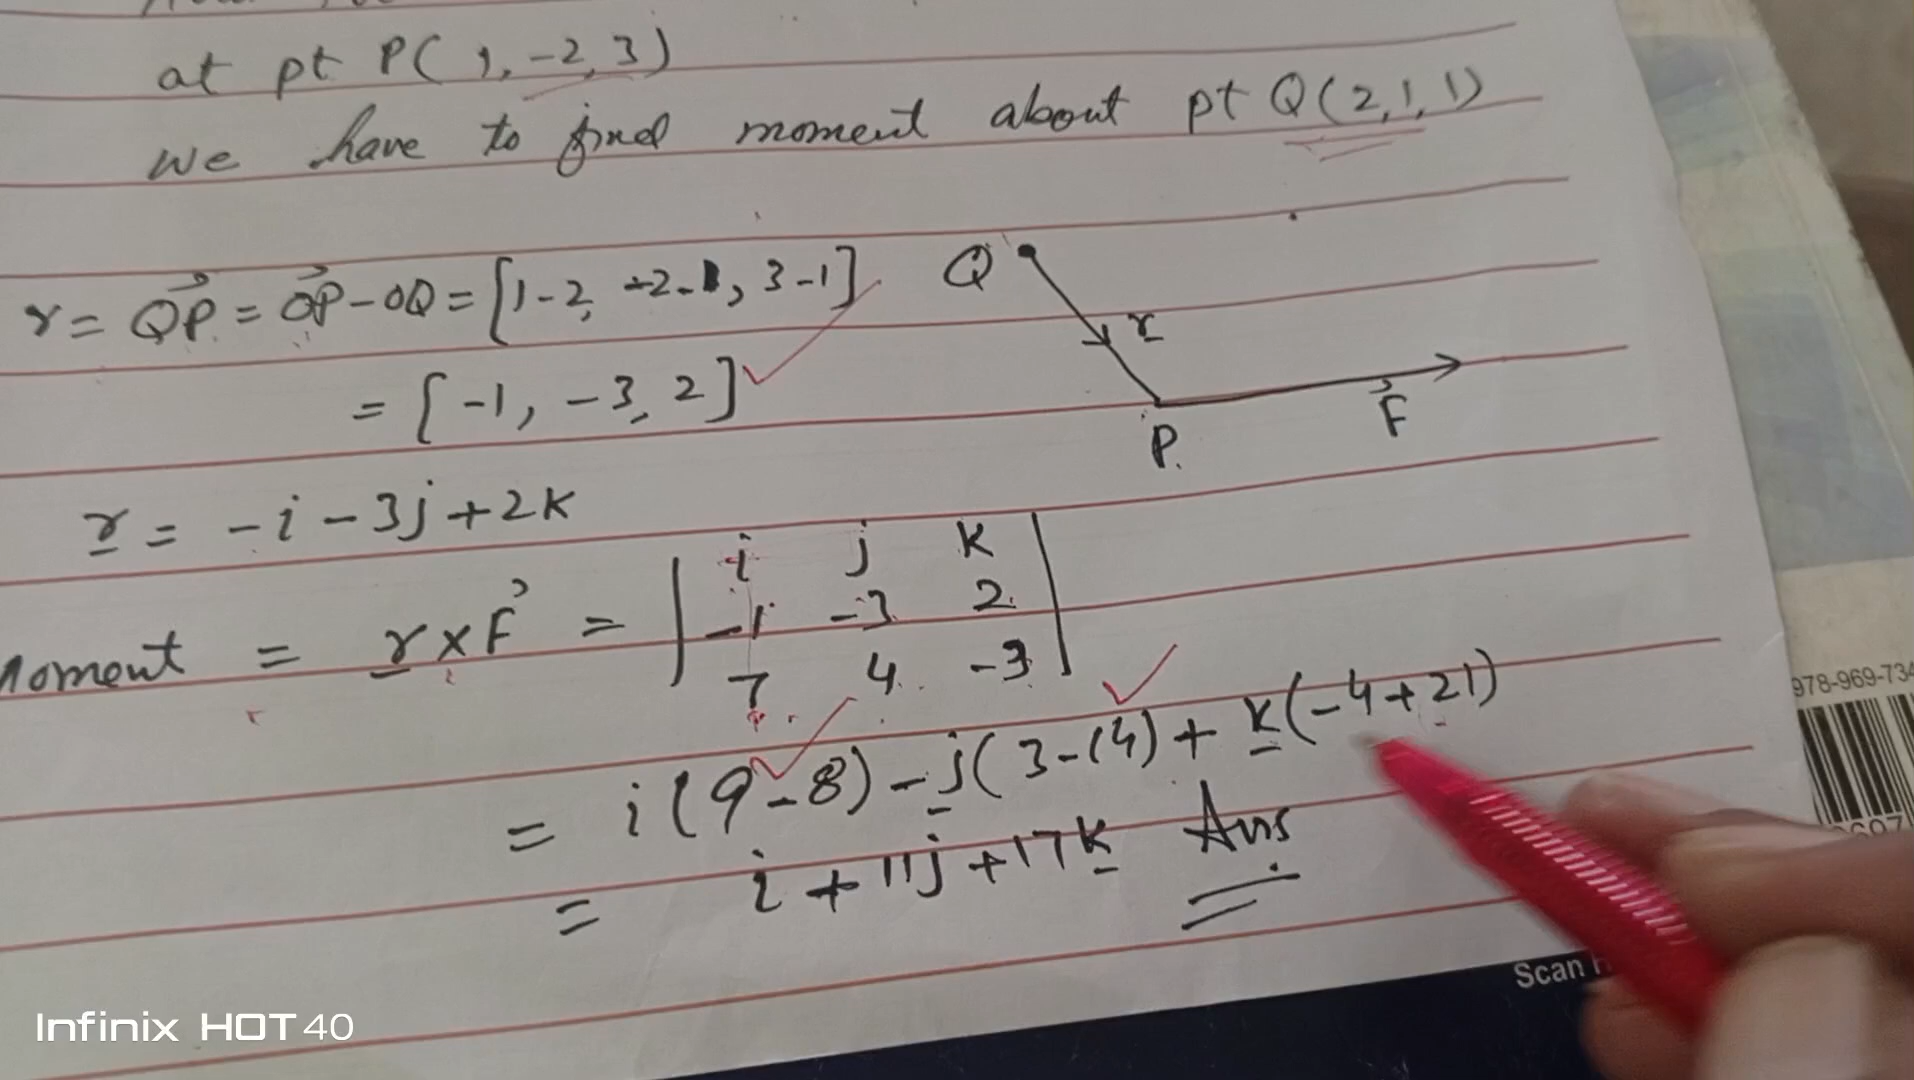 at pt P( 1, -2, 3)
we have to find moment about pt Q(2,1,1)
r = QP = OP - OQ = [1-2, -2-1, 3-1]
= [-1, -3, 2]
Q
r
P.
F
r = -i - 3j + 2k
Moment = r x F = | i j k
-1 -3 2
7 4 -3 |
= i(9-8) - j(3-14) + k(-4+21)
= i + 11j + 17k Ans
978-969-734
Scan
Infinix HOT 40